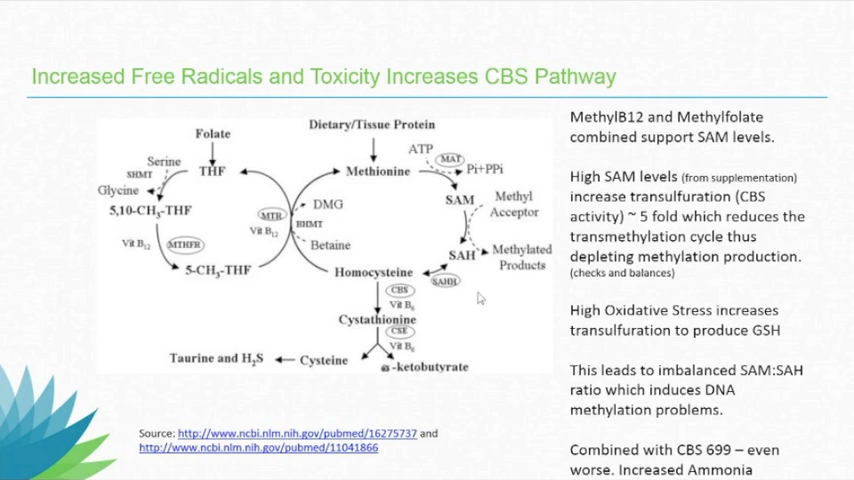 Increased Free Radicals and Toxicity Increases CBS Pathway
Folate
Dietary/Tissue Protein
ATP
MAT
Pi+PPi
Serine
SHMT
THF
Methionine
Glycine
5,10-CH₃-THF
SAM
Methyl
Acceptor
DMG
MTR
Vit B₁₂
BHMT
Betaine
Vit B₁₂
MTHFR
5-CH₃-THF
SAH
Methylated
Products
Homocysteine
SAHH
CBS
Vit B₆
Cystathionine
CSE
Vit B₆
Taurine and H₂S
Cysteine
α-ketobutyrate
MethylB12 and Methylfolate
combined support SAM levels.
High SAM levels (from supplementation)
increase transulfuration (CBS
activity) ~ 5 fold which reduces the
transmethylation cycle thus
depleting methylation production.
(checks and balances)
High Oxidative Stress increases
transulfuration to produce GSH
This leads to imbalanced SAM:SAH
ratio which induces DNA
methylation problems.
Combined with CBS 699 – even
worse. Increased Ammonia
Source: http://www.ncbi.nlm.nih.gov/pubmed/16275737 and
http://www.ncbi.nlm.nih.gov/pubmed/11041866